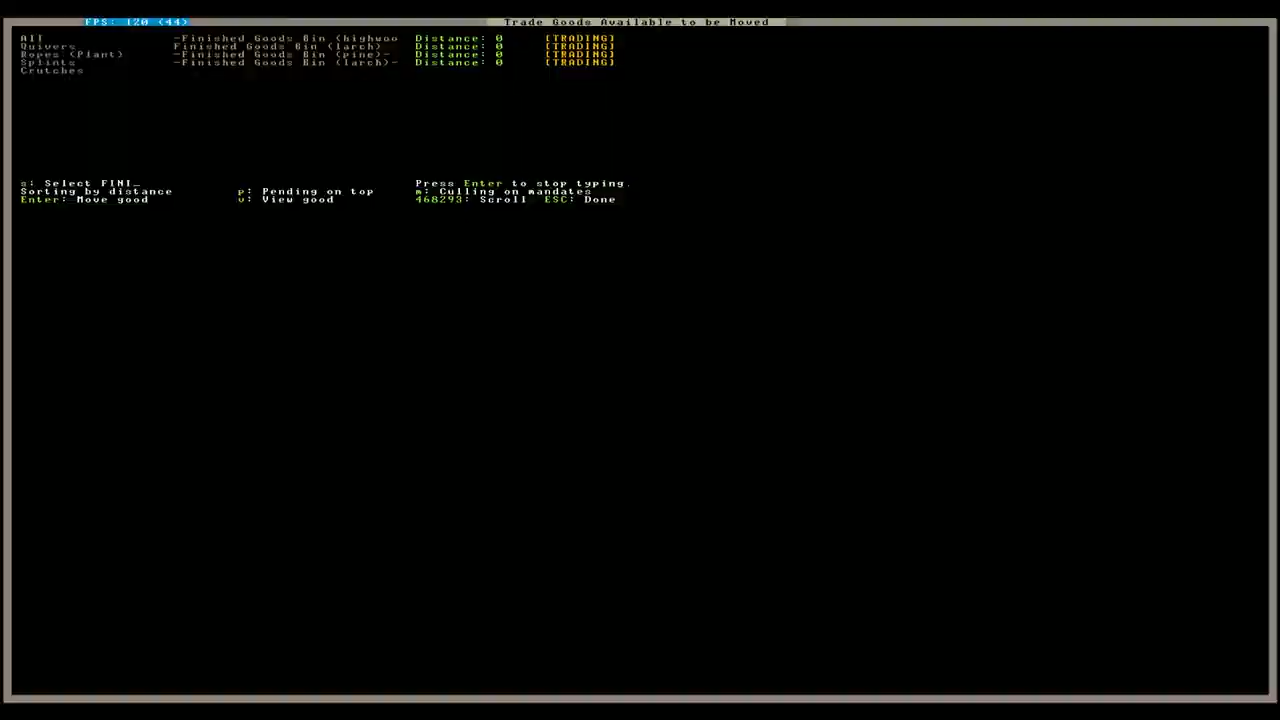 FPS: 120 (44)
Trade Goods Available to be Moved
All -Finished Goods Bin (highwoo Distance: 0 [TRADING]
Quivers Finished Goods Bin (larch) Distance: 0 [TRADING]
Ropes (Plant) -Finished Goods Bin (pine)- Distance: 0 [TRADING]
Splints -Finished Goods Bin (larch)- Distance: 0 [TRADING]
Crutches
s: Select FINI_ Press Enter to stop typing.
Sorting by distance p: Pending on top m: Culling on mandates
Enter: Move good v: View good 468293: Scroll ESC: Done